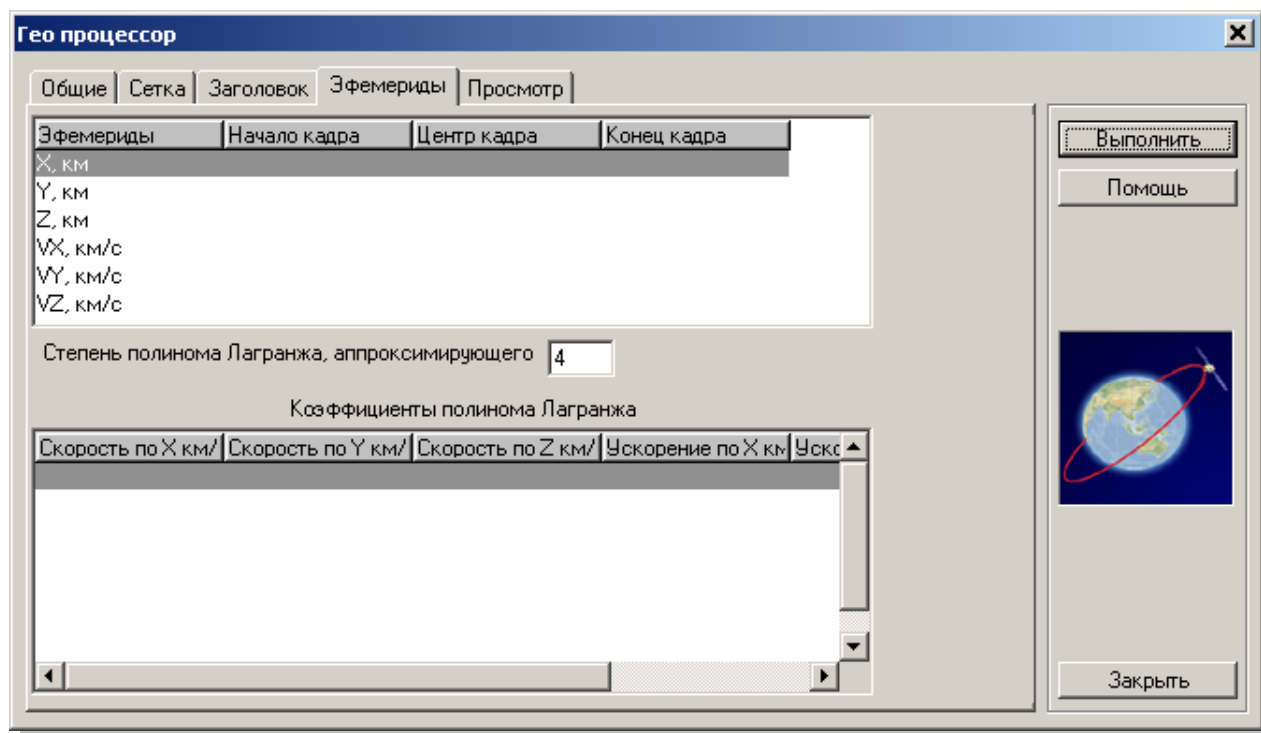 Гео процессор
Общие Сетка Заголовок Эфемериды Просмотр
Эфемериды Начало кадра Центр кадра Конец кадра
X, км
Y, км
Z, км
VX, км/с
VY, км/с
VZ, км/с
Степень полинома Лагранжа, аппроксимирующего 4
Коэффициенты полинома Лагранжа
Скорость по X км/ Скорость по Y км/ Скорость по Z км/ Ускорение по X км Уско
Выполнить
Помощь
Закрыть